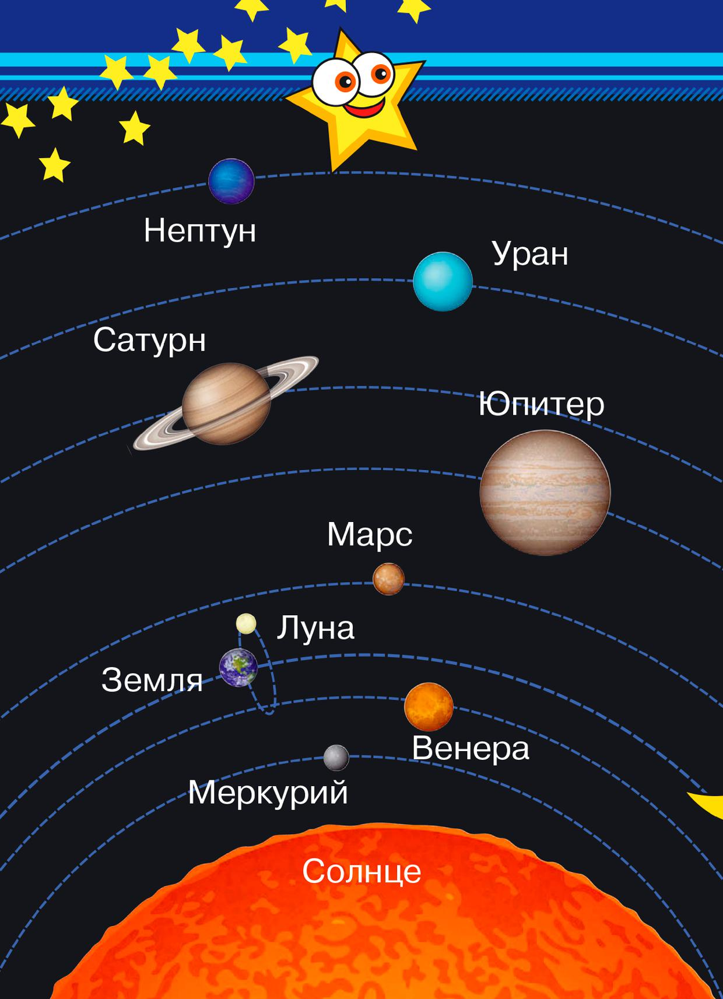 Нептун
Уран
Сатурн
Юпитер
Марс
Луна
Земля
Венера
Меркурий
Солнце